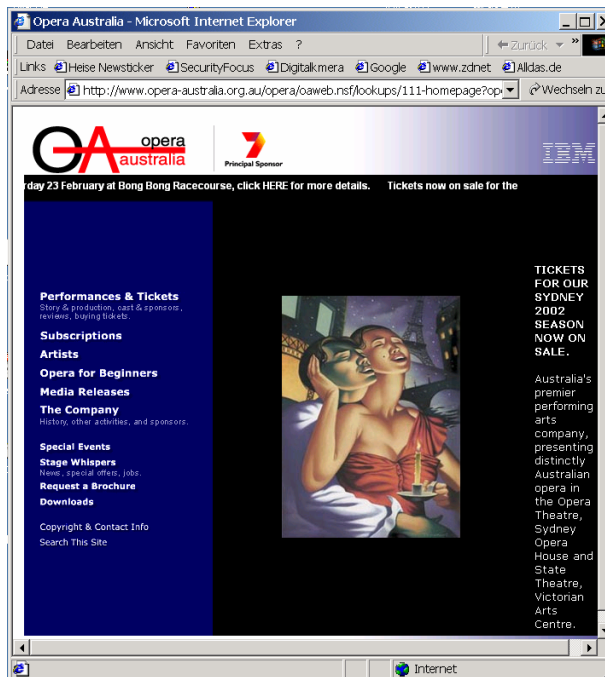 Opera Australia - Microsoft Internet Explorer
Datei Bearbeiten Ansicht Favoriten Extras ? Zurück »
Links Heise Newsticker SecurityFocus Digitalkmera Google www.zdnet Alldas.de
Adresse http://www.opera-australia.org.au/opera/oaweb.nsf/lookups/111-homepage?op Wechseln zu
OA opera
australia
7
Principal Sponsor
IBM
rday 23 February at Bong Bong Racecourse, click HERE for more details. Tickets now on sale for the
Performances & Tickets
Story & production, cast & sponsors,
reviews, buying tickets.
Subscriptions
Artists
Opera for Beginners
Media Releases
The Company
History, other activities, and sponsors.
Special Events
Stage Whispers
News, special offers, jobs.
Request a Brochure
Downloads
Copyright & Contact Info
Search This Site
TICKETS
FOR OUR
SYDNEY
2002
SEASON
NOW ON
SALE.
Australia's
premier
performing
arts
company,
presenting
distinctly
Australian
opera in
the Opera
Theatre,
Sydney
Opera
House and
State
Theatre,
Victorian
Arts
Centre.
Internet